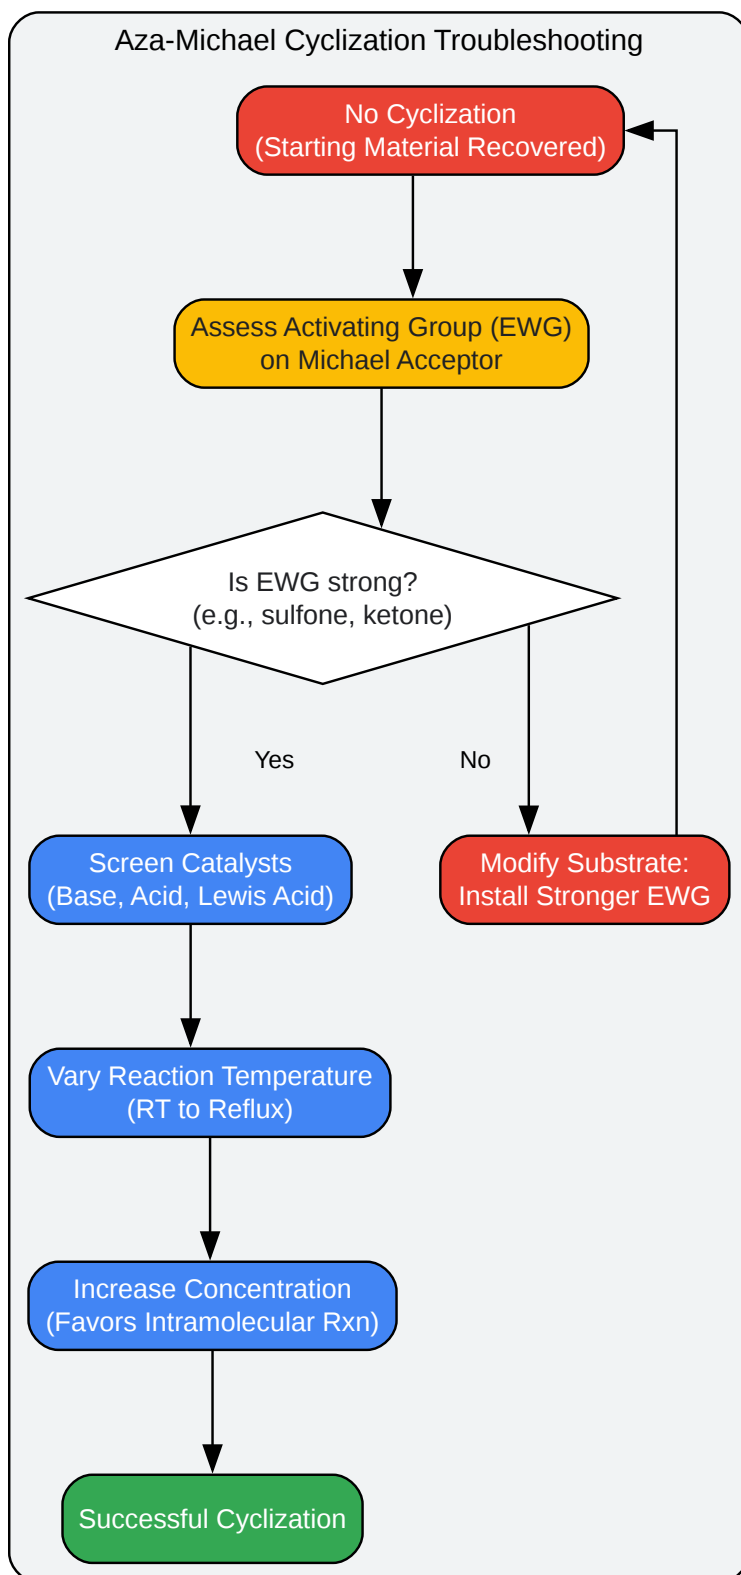 Aza-Michael Cyclization Troubleshooting
No Cyclization
(Starting Material Recovered)
Assess Activating Group (EWG)
on Michael Acceptor
Is EWG strong?
(e.g., sulfone, ketone)
Yes
No
Screen Catalysts
(Base, Acid, Lewis Acid)
Modify Substrate:
Install Stronger EWG
Vary Reaction Temperature
(RT to Reflux)
Increase Concentration
(Favors Intramolecular Rxn)
Successful Cyclization